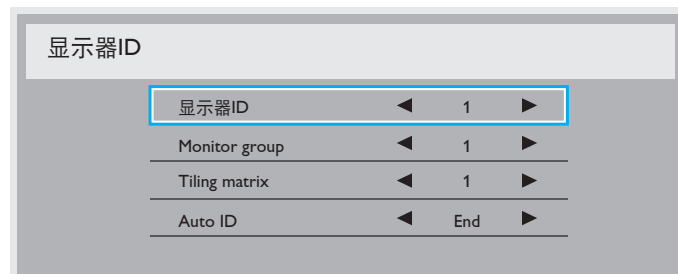 显示器ID
显示器ID ◀ 1 ▶
Monitor group ◀ 1 ▶
Tiling matrix ◀ 1 ▶
Auto ID ◀ End ▶